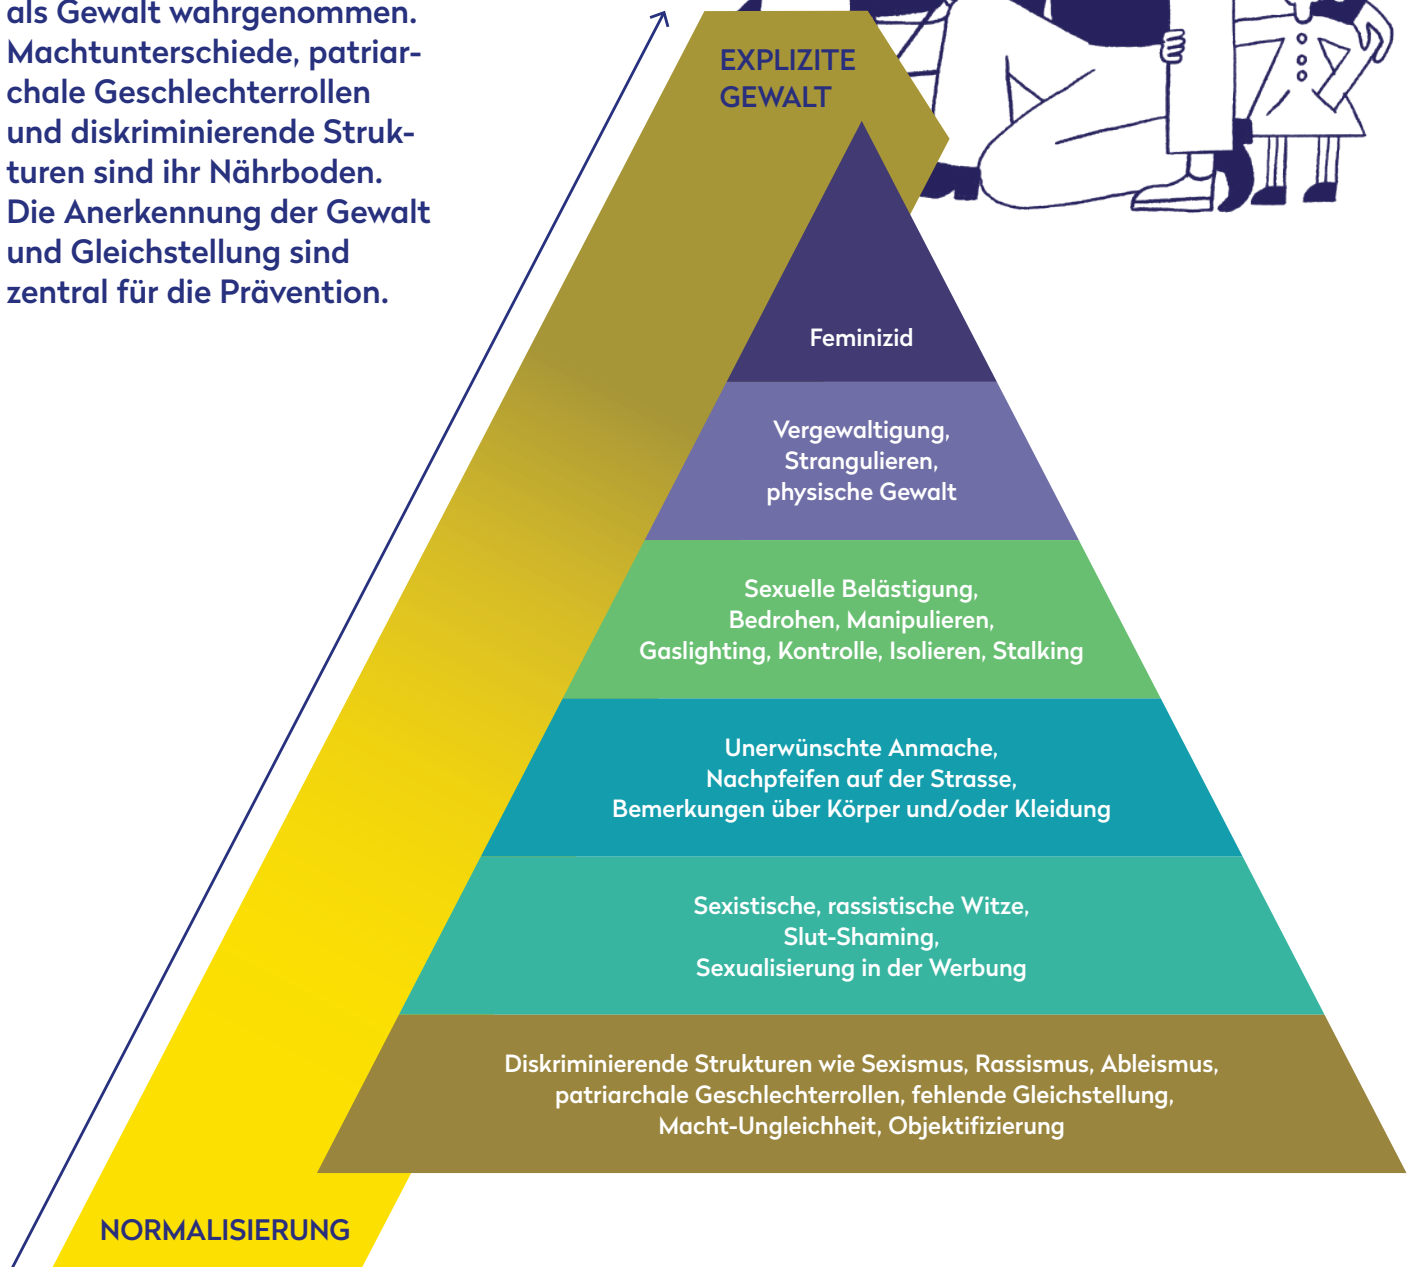 als Gewalt wahrgenommen.
Machtunterschiede, patriar-
chale Geschlechterrollen
und diskriminierende Struk-
turen sind ihr Nährboden.
Die Anerkennung der Gewalt
und Gleichstellung sind
zentral für die Prävention.
EXPLIZITE
GEWALT
Feminizid
Vergewaltigung,
Strangulieren,
physische Gewalt
Sexuelle Belästigung,
Bedrohen, Manipulieren,
Gaslighting, Kontrolle, Isolieren, Stalking
Unerwünschte Anmache,
Nachpfeifen auf der Strasse,
Bemerkungen über Körper und/oder Kleidung
Sexistische, rassistische Witze,
Slut-Shaming,
Sexualisierung in der Werbung
Diskriminierende Strukturen wie Sexismus, Rassismus, Ableismus,
patriarchale Geschlechterrollen, fehlende Gleichstellung,
Macht-Ungleichheit, Objektifizierung
NORMALISIERUNG